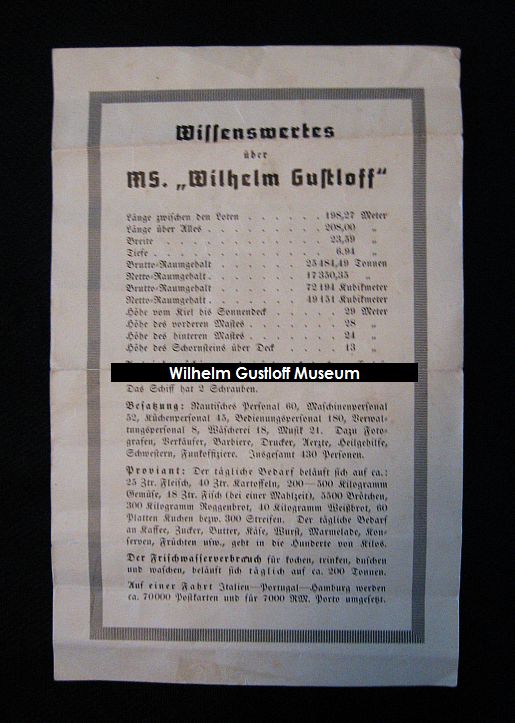 Wissenswertes
über
MS. „Wilhelm Gustloff“
Länge zwischen den Loten . . . . . . 198,27 Meter
Länge über Alles . . . . . . . . . 208,00 „
Breite . . . . . . . . . . . . 23,59 „
Tiefe . . . . . . . . . . . . 6.94 „
Brutto-Raumgehalt . . . . . . . 25 484,49 Tonnen
Netto-Raumgehalt . . . . . . . 17 350,35 „
Brutto-Raumgehalt . . . . . . . 72 194 Kubikmeter
Netto-Raumgehalt . . . . . . . 49 151 Kubikmeter
Höhe vom Kiel bis Sonnendeck . . . . 29 Meter
Höhe des vorderen Mastes . . . . . . 28 „
Höhe des hinteren Mastes . . . . . . 24 „
Höhe des Schornsteins über Deck . . . 13 „
Wilhelm Gustloff Museum
Das Schiff hat 2 Schrauben.
Besatzung: Nautisches Personal 60, Maschinenpersonal
52, Küchenpersonal 45, Bedienungspersonal 180, Verwal-
tungspersonal 8, Wäscherei 18, Musik 21. Dazu Foto-
grafen, Verkäufer, Barbiere, Drucker, Aerzte, Heilgehilfe,
Schwestern, Funkoffiziere. Insgesamt 430 Personen.
Proviant: Der tägliche Bedarf beläuft sich auf ca.:
25 Ztr. Fleisch, 40 Ztr. Kartoffeln, 200—500 Kilogramm
Gemüse, 18 Ztr. Fisch (bei einer Mahlzeit), 5500 Brötchen,
300 Kilogramm Roggenbrot, 40 Kilogramm Weißbrot, 60
Platten Kuchen bezw. 300 Streifen. Der tägliche Bedarf
an Kaffee, Zucker, Butter, Käse, Wurst, Marmelade, Kon-
serven, Früchten usw., geht in die Hunderte von Kilos.
Der Frischwasserverbrauch für kochen, trinken, duschen
und waschen, beläuft sich täglich auf ca. 200 Tonnen.
Auf einer Fahrt Italien—Portugal—Hamburg werden
ca. 70000 Postkarten und für 7000 RM. Porto umgesetzt.